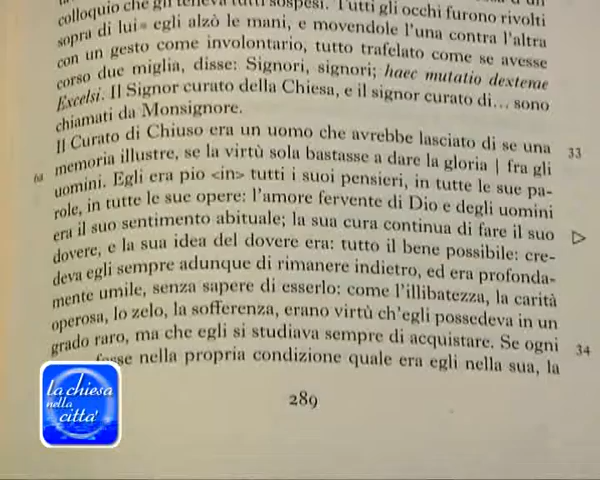 colloquio che gli teneva tutti sospesi. Tutti gli occhi furono rivolti
sopra di lui« egli alzò le mani, e movendole l'una contra l'altra
con un gesto come involontario, tutto trafelato come se avesse
corso due miglia, disse: Signori, signori; haec mutatio dexterae
Excelsi. Il Signor curato della Chiesa, e il signor curato di... sono
chiamati da Monsignore.
Il Curato di Chiuso era un uomo che avrebbe lasciato di se una 33
memoria illustre, se la virtù sola bastasse a dare la gloria | fra gli
6a uomini. Egli era pio <in> tutti i suoi pensieri, in tutte le sue pa-
role, in tutte le sue opere: l'amore fervente di Dio e degli uomini
era il suo sentimento abituale; la sua cura continua di fare il suo
dovere, e la sua idea del dovere era: tutto il bene possibile: cre-
deva egli sempre adunque di rimanere indietro, ed era profonda-
mente umile, senza sapere di esserlo: come l'illibatezza, la carità
operosa, lo zelo, la sofferenza, erano virtù ch'egli possedeva in un
grado raro, ma che egli si studiava sempre di acquistare. Se ogni 34
fosse nella propria condizione quale era egli nella sua, la
289
la chiesa
nella
citta'